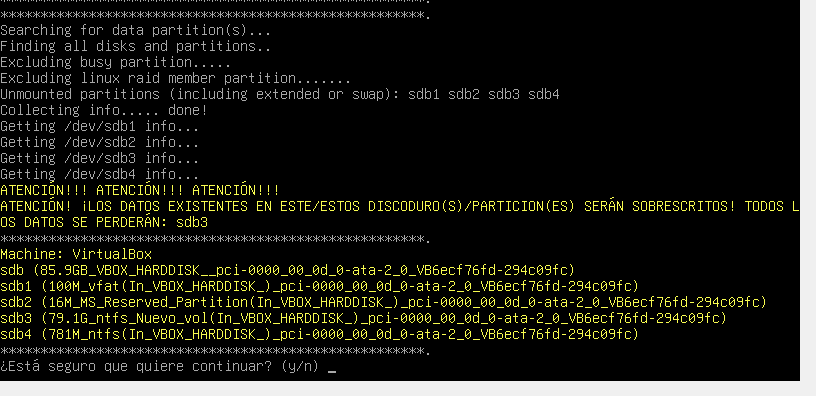 *****************************************************.
*****************************************************.
Searching for data partition(s)...
Finding all disks and partitions..
Excluding busy partition.....
Excluding linux raid member partition.......
Unmounted partitions (including extended or swap): sdb1 sdb2 sdb3 sdb4
Collecting info..... done!
Getting /dev/sdb1 info...
Getting /dev/sdb2 info...
Getting /dev/sdb3 info...
Getting /dev/sdb4 info...
ATENCIÓN!!! ATENCIÓN!!! ATENCIÓN!!!
ATENCIÓN! ¡LOS DATOS EXISTENTES EN ESTE/ESTOS DISCODURO(S)/PARTICION(ES) SERÁN SOBRESCRITOS! TODOS L
OS DATOS SE PERDERÁN: sdb3
*****************************************************.
Machine: VirtualBox
sdb (85.9GB_VBOX_HARDDISK__pci-0000_00_0d_0-ata-2_0_VB6ecf76fd-294c09fc)
sdb1 (100M_vfat(In_VBOX_HARDDISK_)_pci-0000_00_0d_0-ata-2_0_VB6ecf76fd-294c09fc)
sdb2 (16M_MS_Reserved_Partition(In_VBOX_HARDDISK_)_pci-0000_00_0d_0-ata-2_0_VB6ecf76fd-294c09fc)
sdb3 (79.1G_ntfs_Nuevo_vol(In_VBOX_HARDDISK_)_pci-0000_00_0d_0-ata-2_0_VB6ecf76fd-294c09fc)
sdb4 (781M_ntfs(In_VBOX_HARDDISK_)_pci-0000_00_0d_0-ata-2_0_VB6ecf76fd-294c09fc)
*****************************************************.
¿Está seguro que quiere continuar? (y/n) _